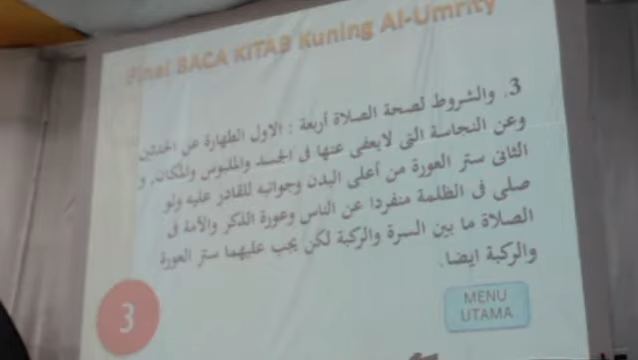 Final BACA KITAB Kuning Al-Umrity
3. والشروط لصحة الصلاة أربعة : الاول الطهارة عن الحدثين
وعن النجاسة التى لايعفى عنها فى الجسد والملبوس والمكان, و
الثانى ستر العورة من أعلى البدن وجوانبه للقادر عليه ولو
صلى فى الظلمة منفردا عن الناس وعورة الذكر والأمة فى
الصلاة ما بين السرة والركبة لكن يجب عليهما ستر العورة
والركبة ايضا.
3
MENU
UTAMA